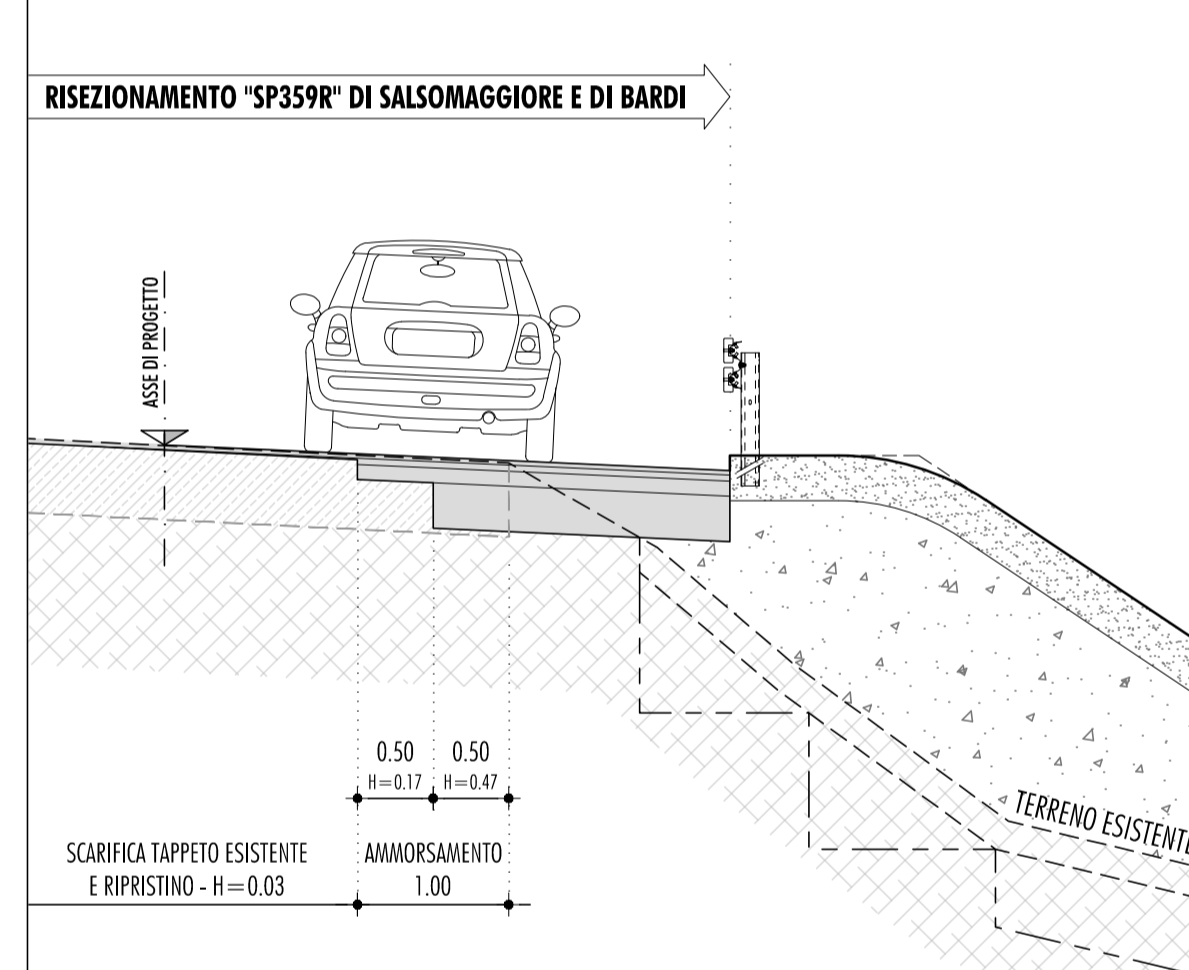 RISEZIONAMENTO "SP359R" DI SALSOMAGGIORE E DI BARDI
ASSE DI PROGETTO
0.50 0.50
H=0.17 H=0.47
SCARIFICA TAPPETO ESISTENTE
E RIPRISTINO - H=0.03
AMMORSAMENTO
1.00
TERRENO ESISTENTE